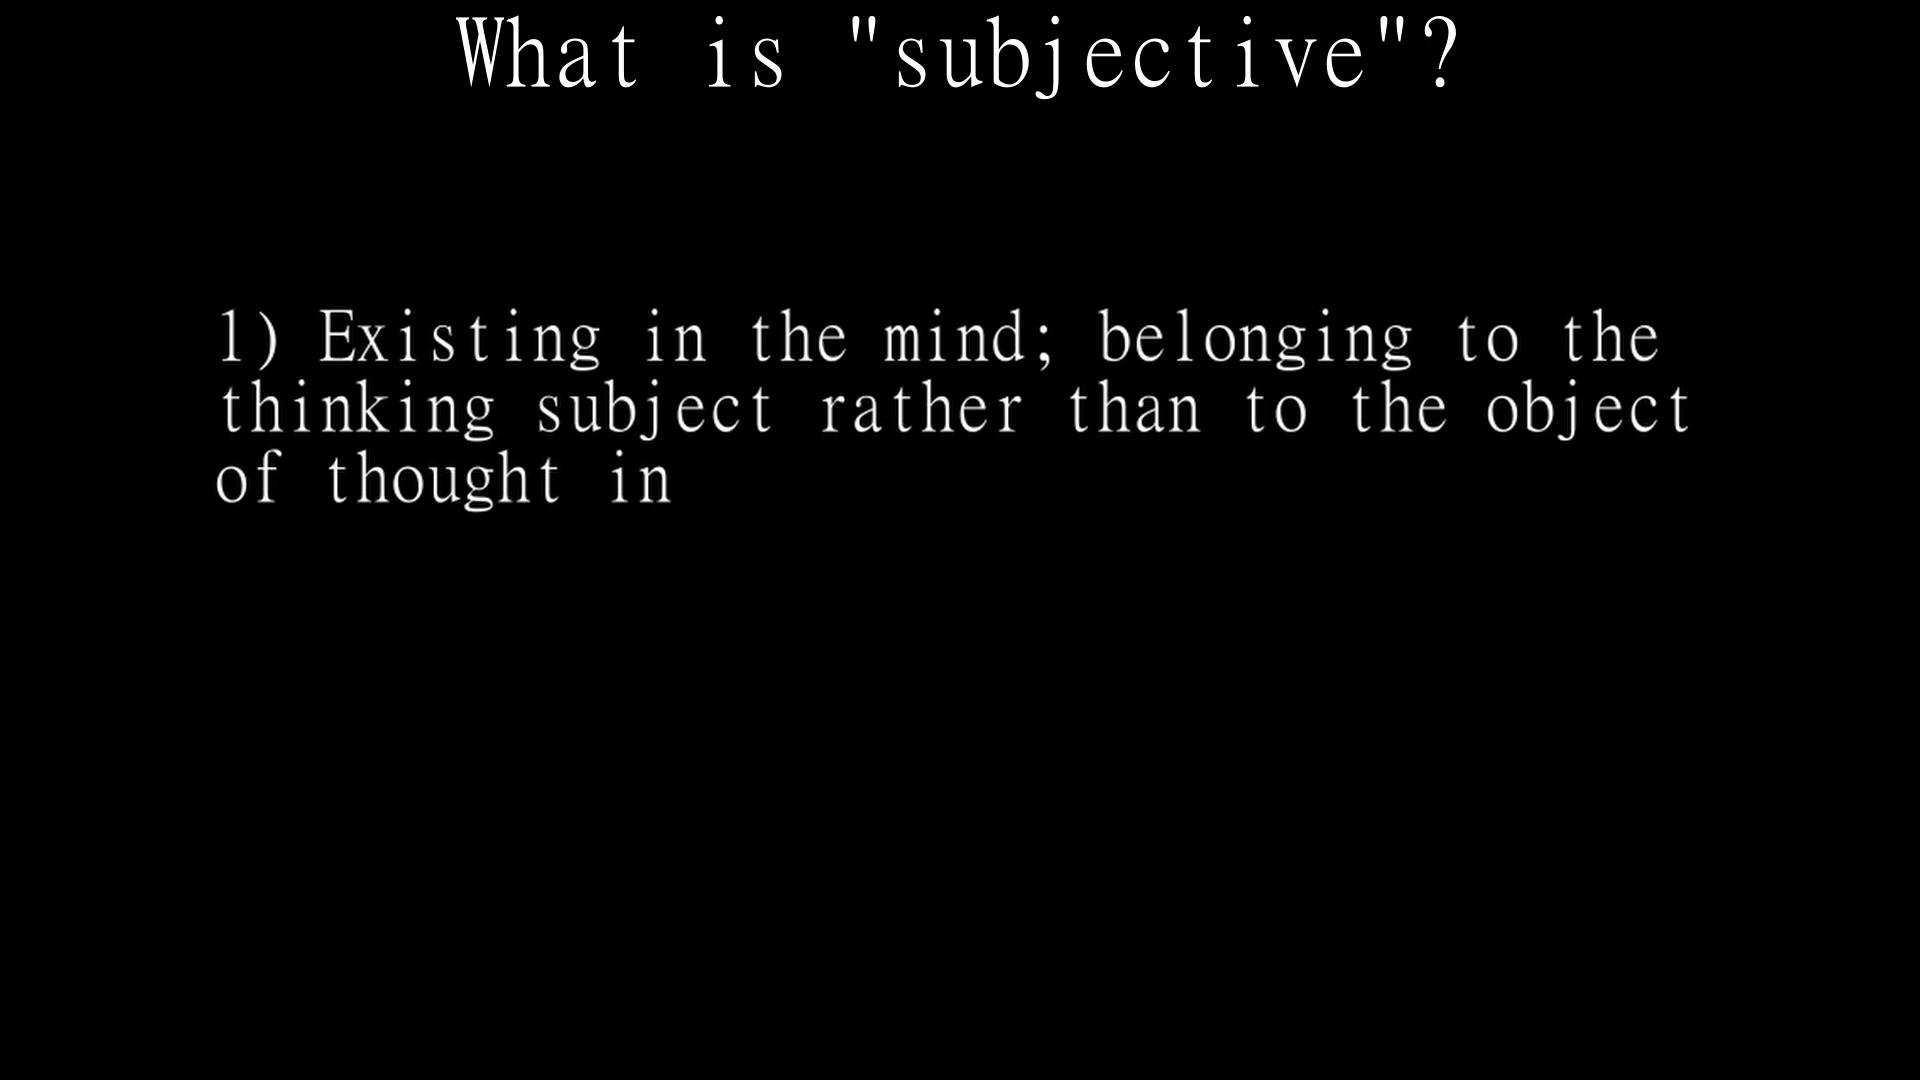 What is "subjective"?
1) Existing in the mind; belonging to the
thinking subject rather than to the object
of thought in